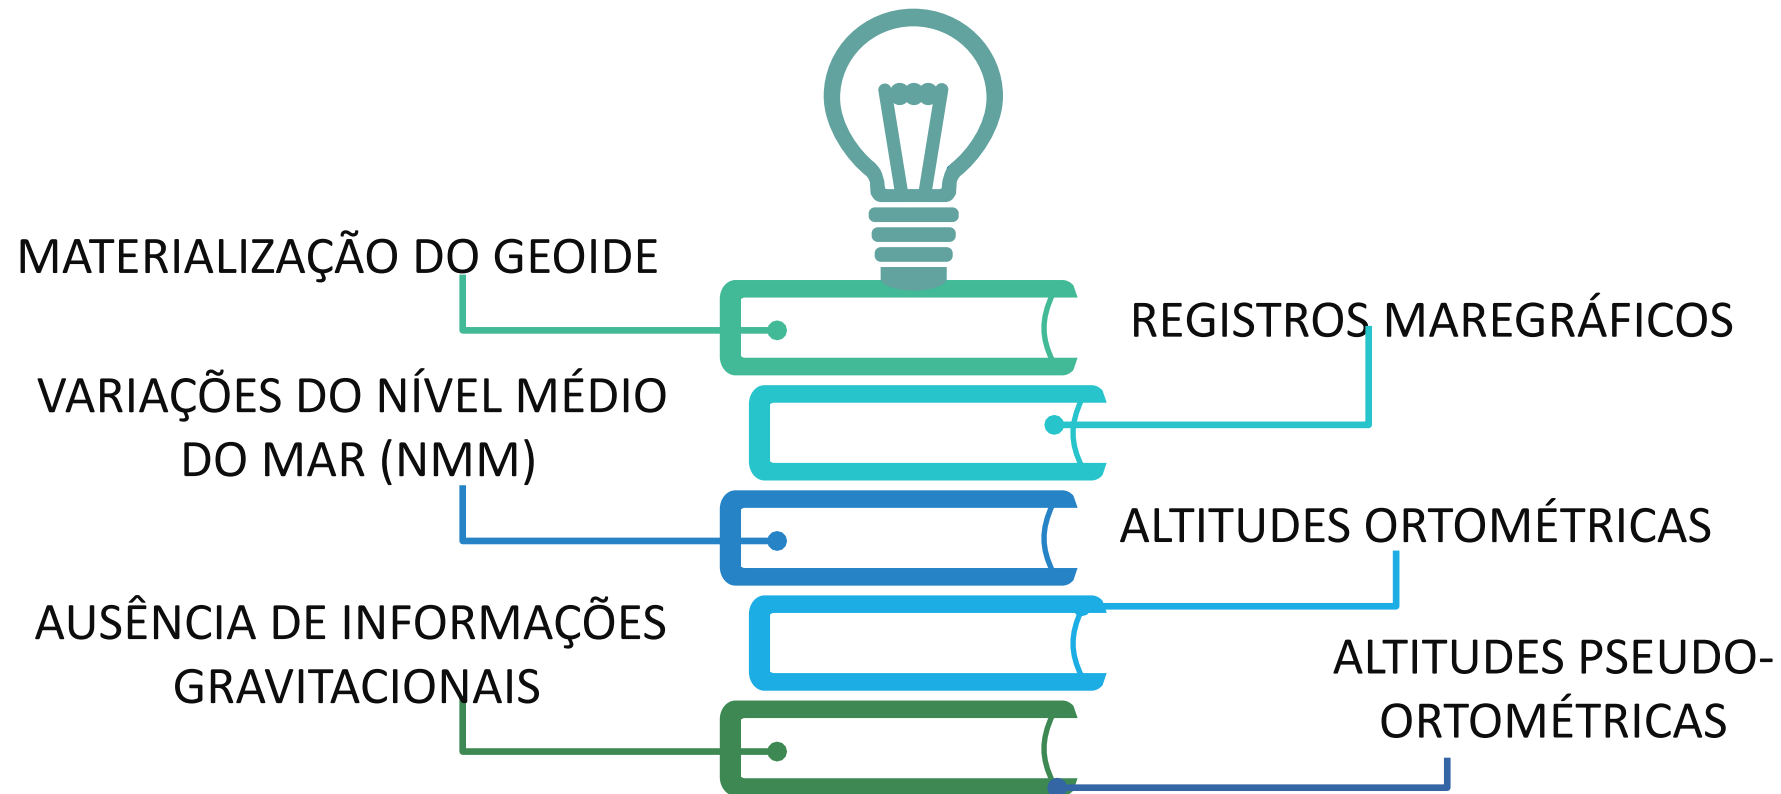 MATERIALIZAÇÃO DO GEOIDE
REGISTROS MAREGRÁFICOS
VARIAÇÕES DO NÍVEL MÉDIO
DO MAR (NMM)
ALTITUDES ORTOMÉTRICAS
AUSÊNCIA DE INFORMAÇÕES
GRAVITACIONAIS
ALTITUDES PSEUDO-
ORTOMÉTRICAS